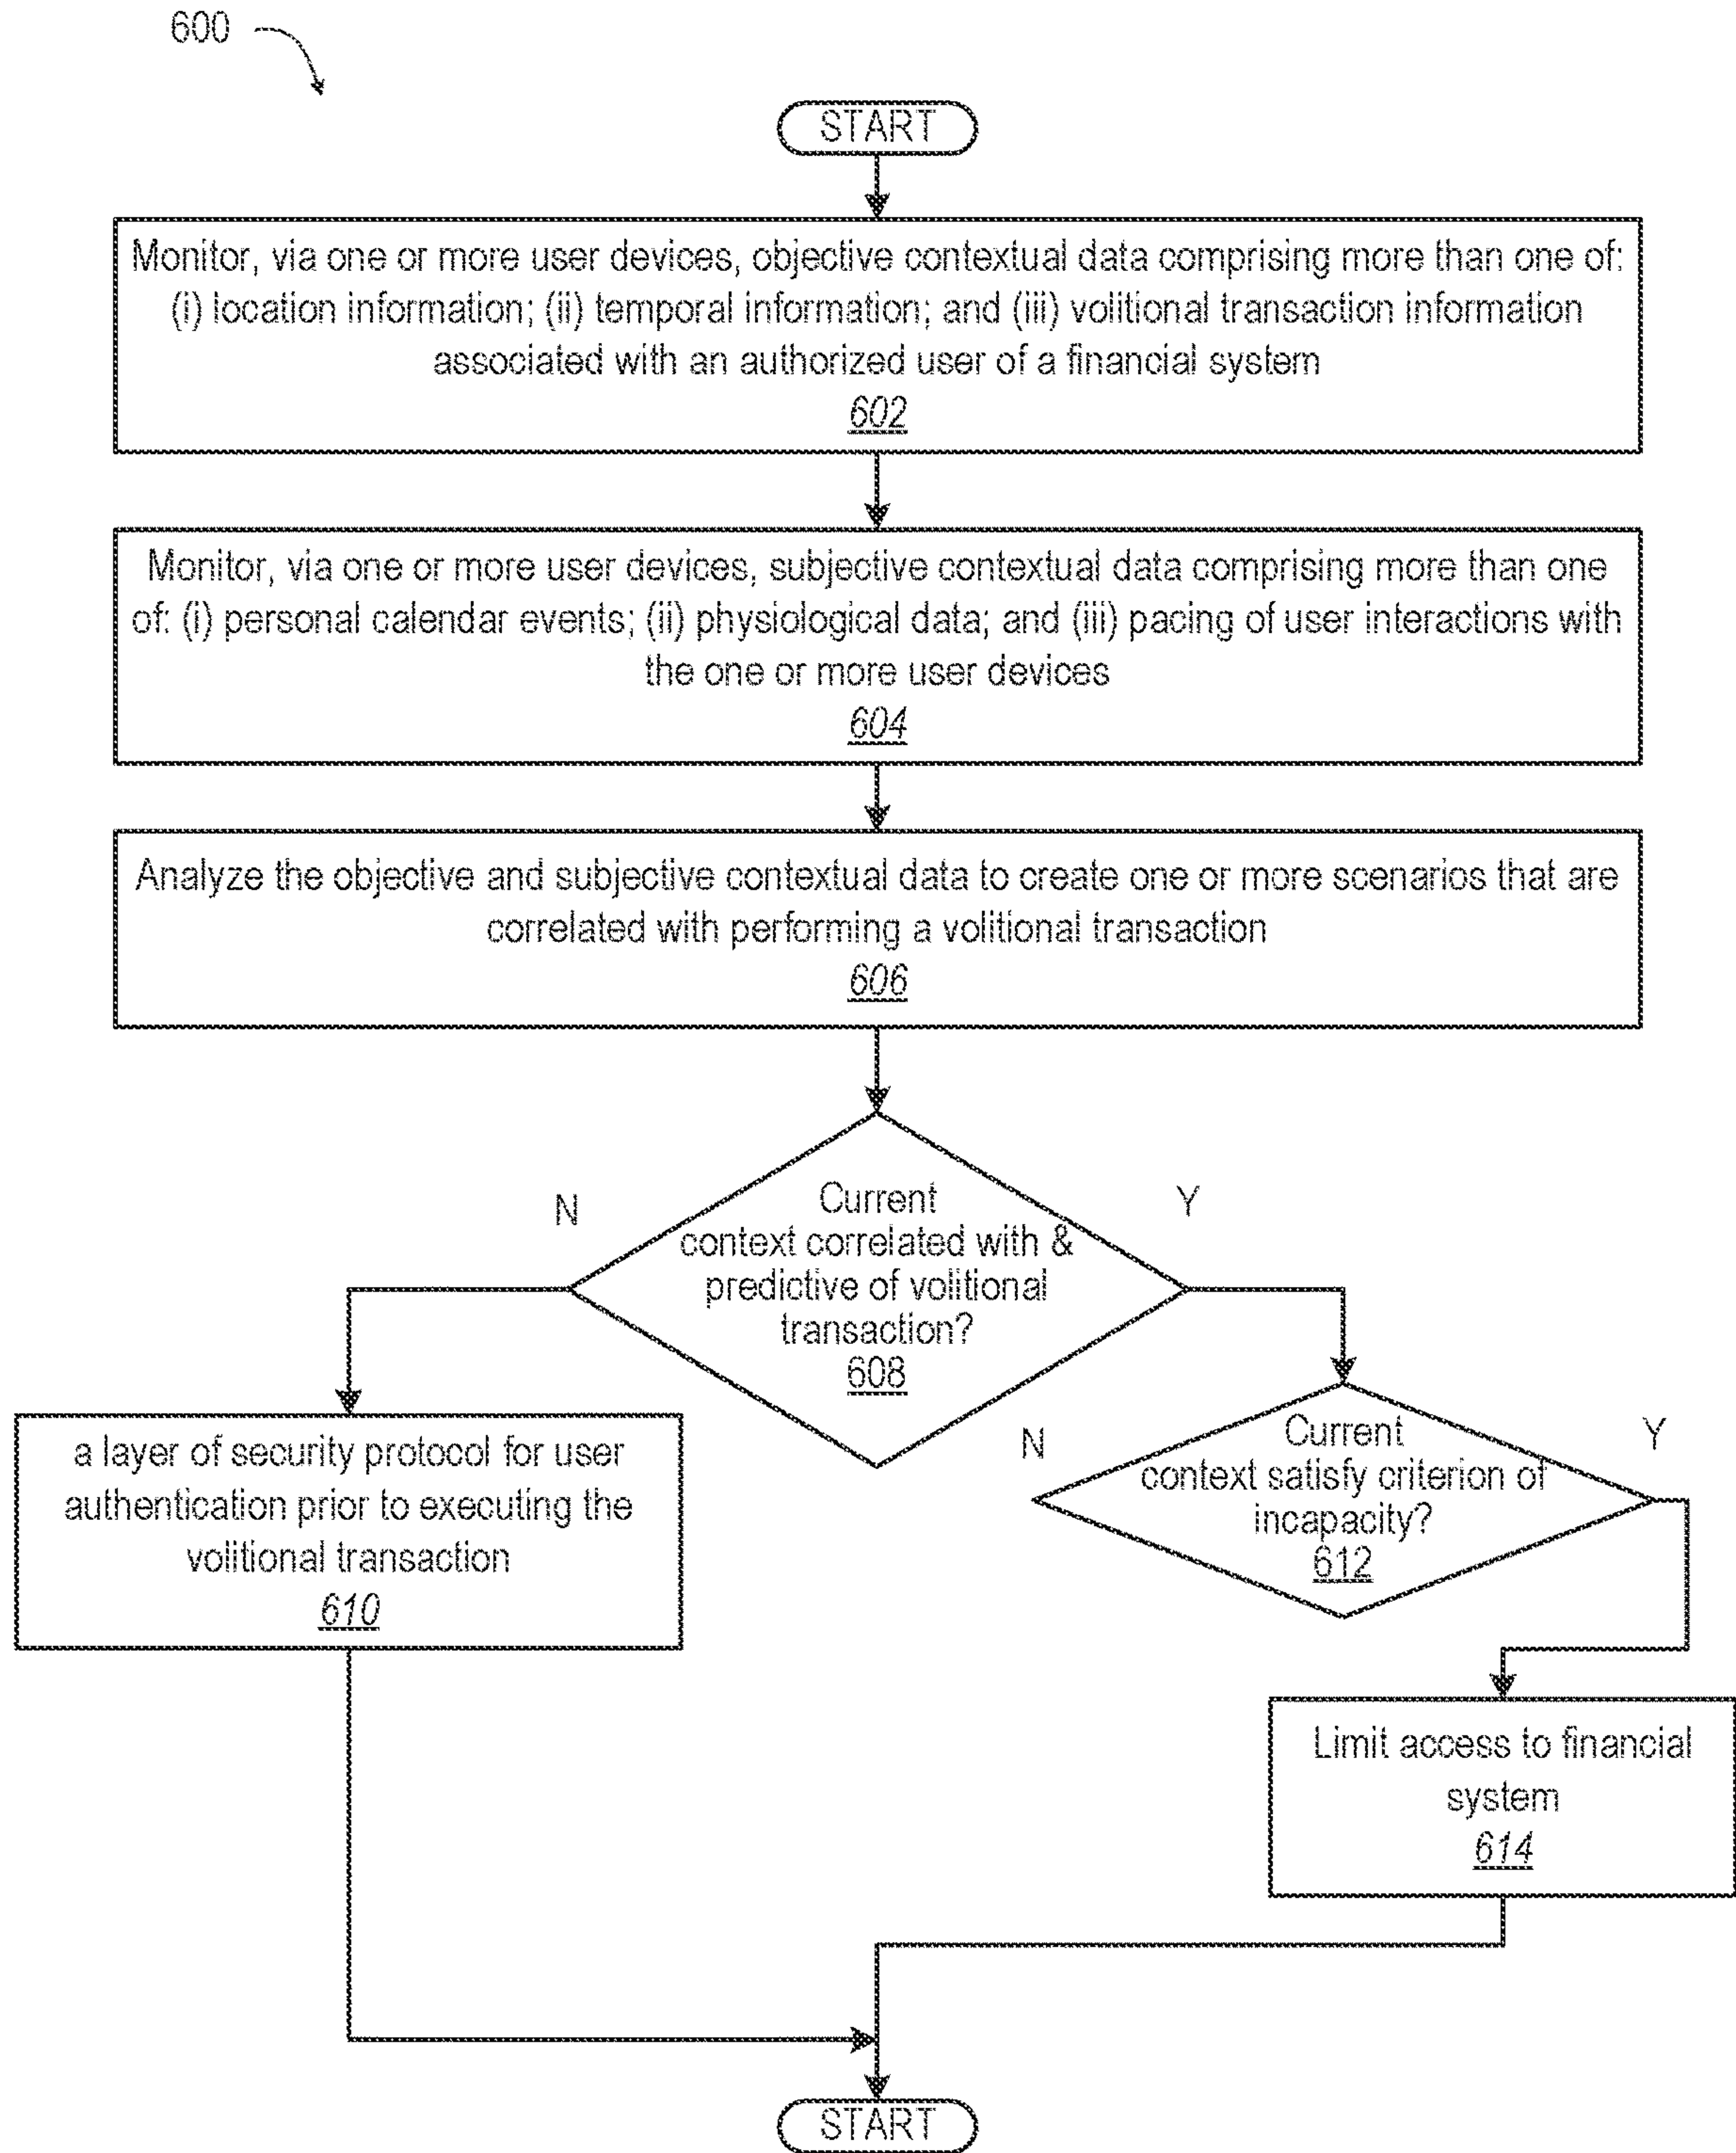 600
START
Monitor, via one or more user devices, objective contextual data comprising more than one of:
(i) location information; (ii) temporal information; and (iii) volitional transaction information
associated with an authorized user of a financial system
602
Monitor, via one or more user devices, subjective contextual data comprising more than one
of: (i) personal calendar events; (ii) physiological data; and (iii) pacing of user interactions with
the one or more user devices
604
Analyze the objective and subjective contextual data to create one or more scenarios that are
correlated with performing a volitional transaction
606
N
Y
Current
context correlated with &
predictive of volitional
transaction?
608
a layer of security protocol for user
authentication prior to executing the
volitional transaction
610
N
Y
Current
context satisfy criterion of
incapacity?
612
Limit access to financial
system
614
START